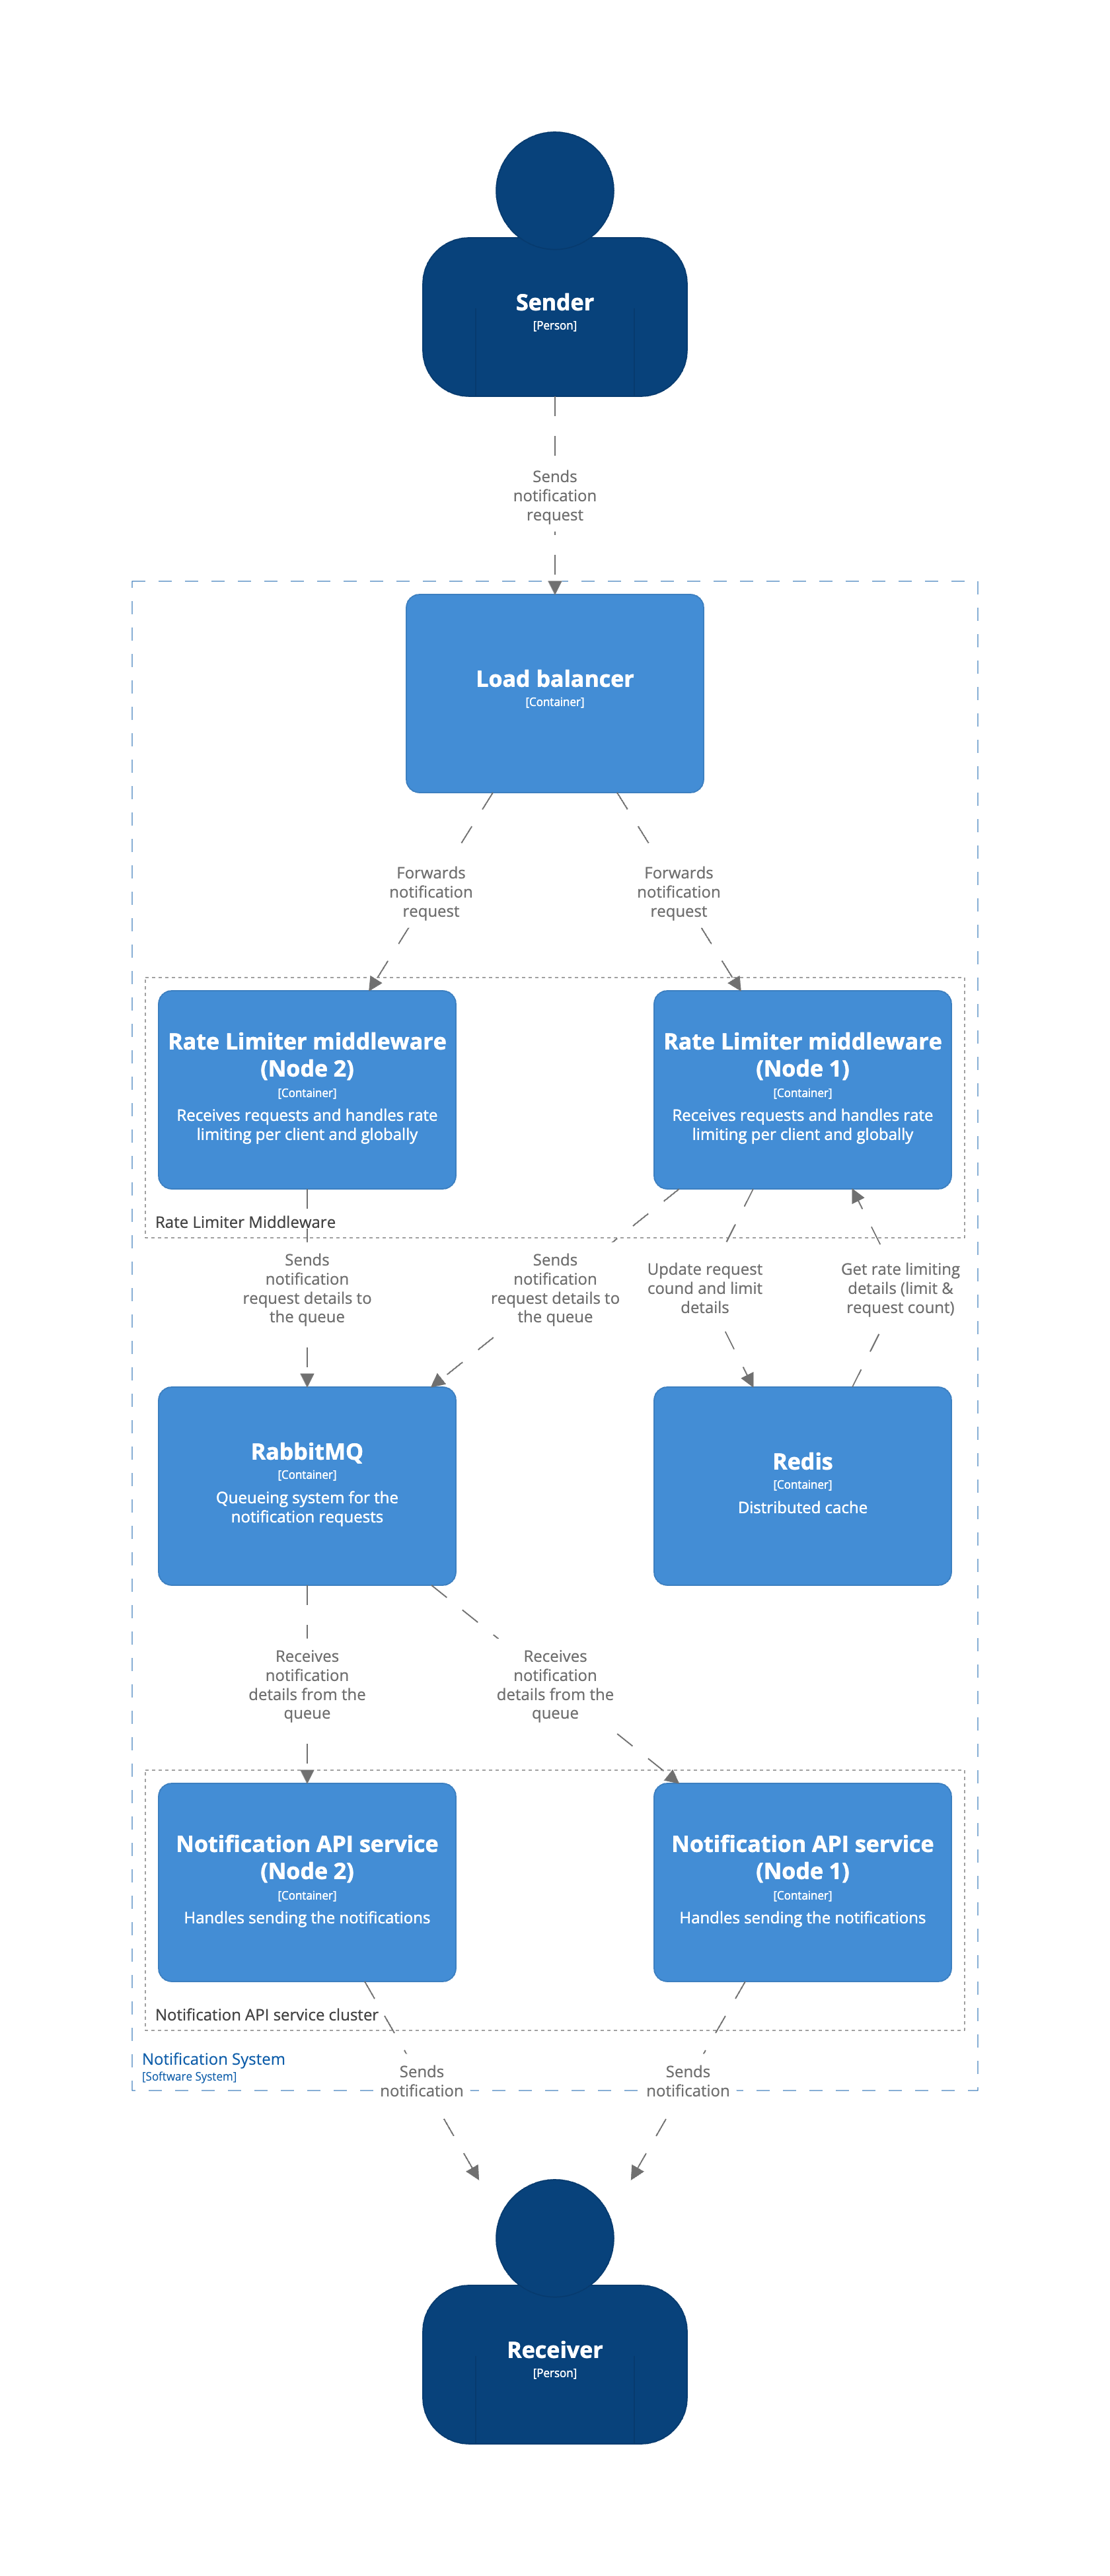 Sender
[Person]
Sends
notification
request
Load balancer
[Container]
Forwards
notification
request
Forwards
notification
request
Rate Limiter middleware
(Node 2)
[Container]
Receives requests and handles rate
limiting per client and globally
Rate Limiter middleware
(Node 1)
[Container]
Receives requests and handles rate
limiting per client and globally
Rate Limiter Middleware
Sends
notification
request details to
the queue
Sends
notification
request details to
the queue
Update request
cound and limit
details
Get rate limiting
details (limit &
request count)
RabbitMQ
[Container]
Queueing system for the
notification requests
Redis
[Container]
Distributed cache
Receives
notification
details from the
queue
Receives
notification
details from the
queue
Notification API service
(Node 2)
[Container]
Handles sending the notifications
Notification API service
(Node 1)
[Container]
Handles sending the notifications
Notification API service cluster
Notification System
[Software System]
Sends
notification
Sends
notification
Receiver
[Person]